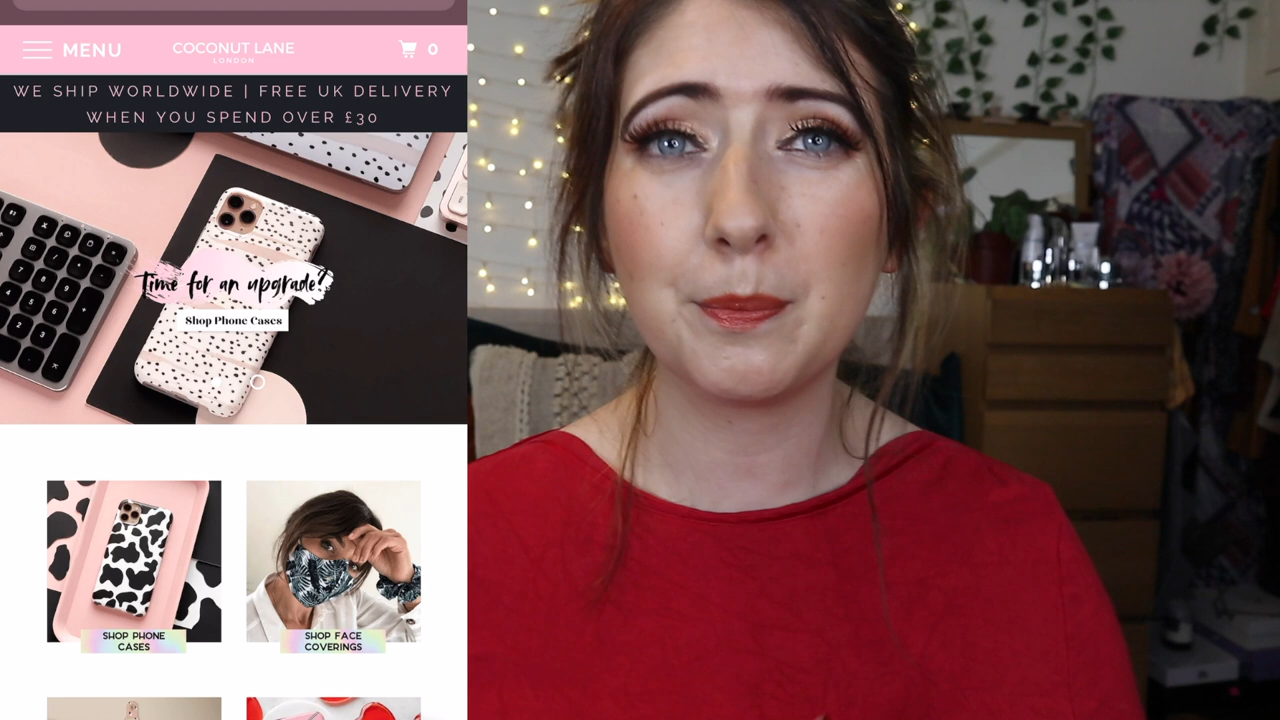 MENU
COCONUT LANE
LONDON
0
WE SHIP WORLDWIDE | FREE UK DELIVERY
WHEN YOU SPEND OVER £30
Time for an upgrade?
Shop Phone Cases
SHOP PHONE
CASES
SHOP FACE
COVERINGS